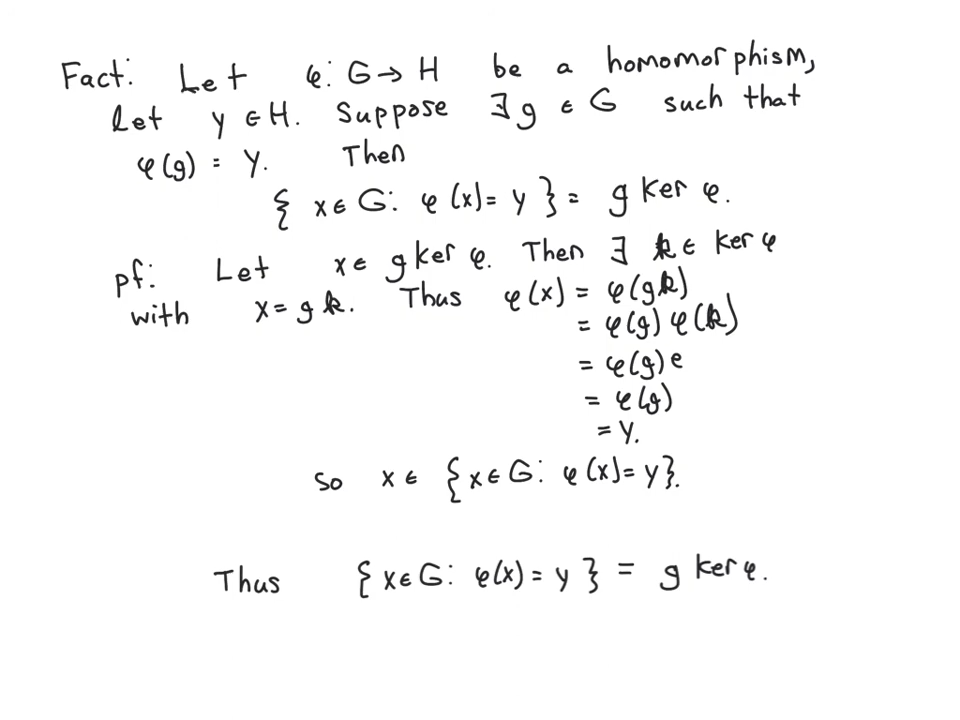 Fact: Let φ: G → H be a homomorphism,
let y ∈ H. Suppose ∃ g ∈ G such that
φ(g) = y. Then
{ x ∈ G: φ(x) = y } = g ker φ.
pf: Let x ∈ g ker φ. Then ∃ k ∈ ker φ
with x = g k. Thus φ(x) = φ(gk)
= φ(g) φ(k)
= φ(g) e
= φ(g)
= y.
So x ∈ { x ∈ G: φ(x) = y }.
Thus { x ∈ G: φ(x) = y } = g ker φ.